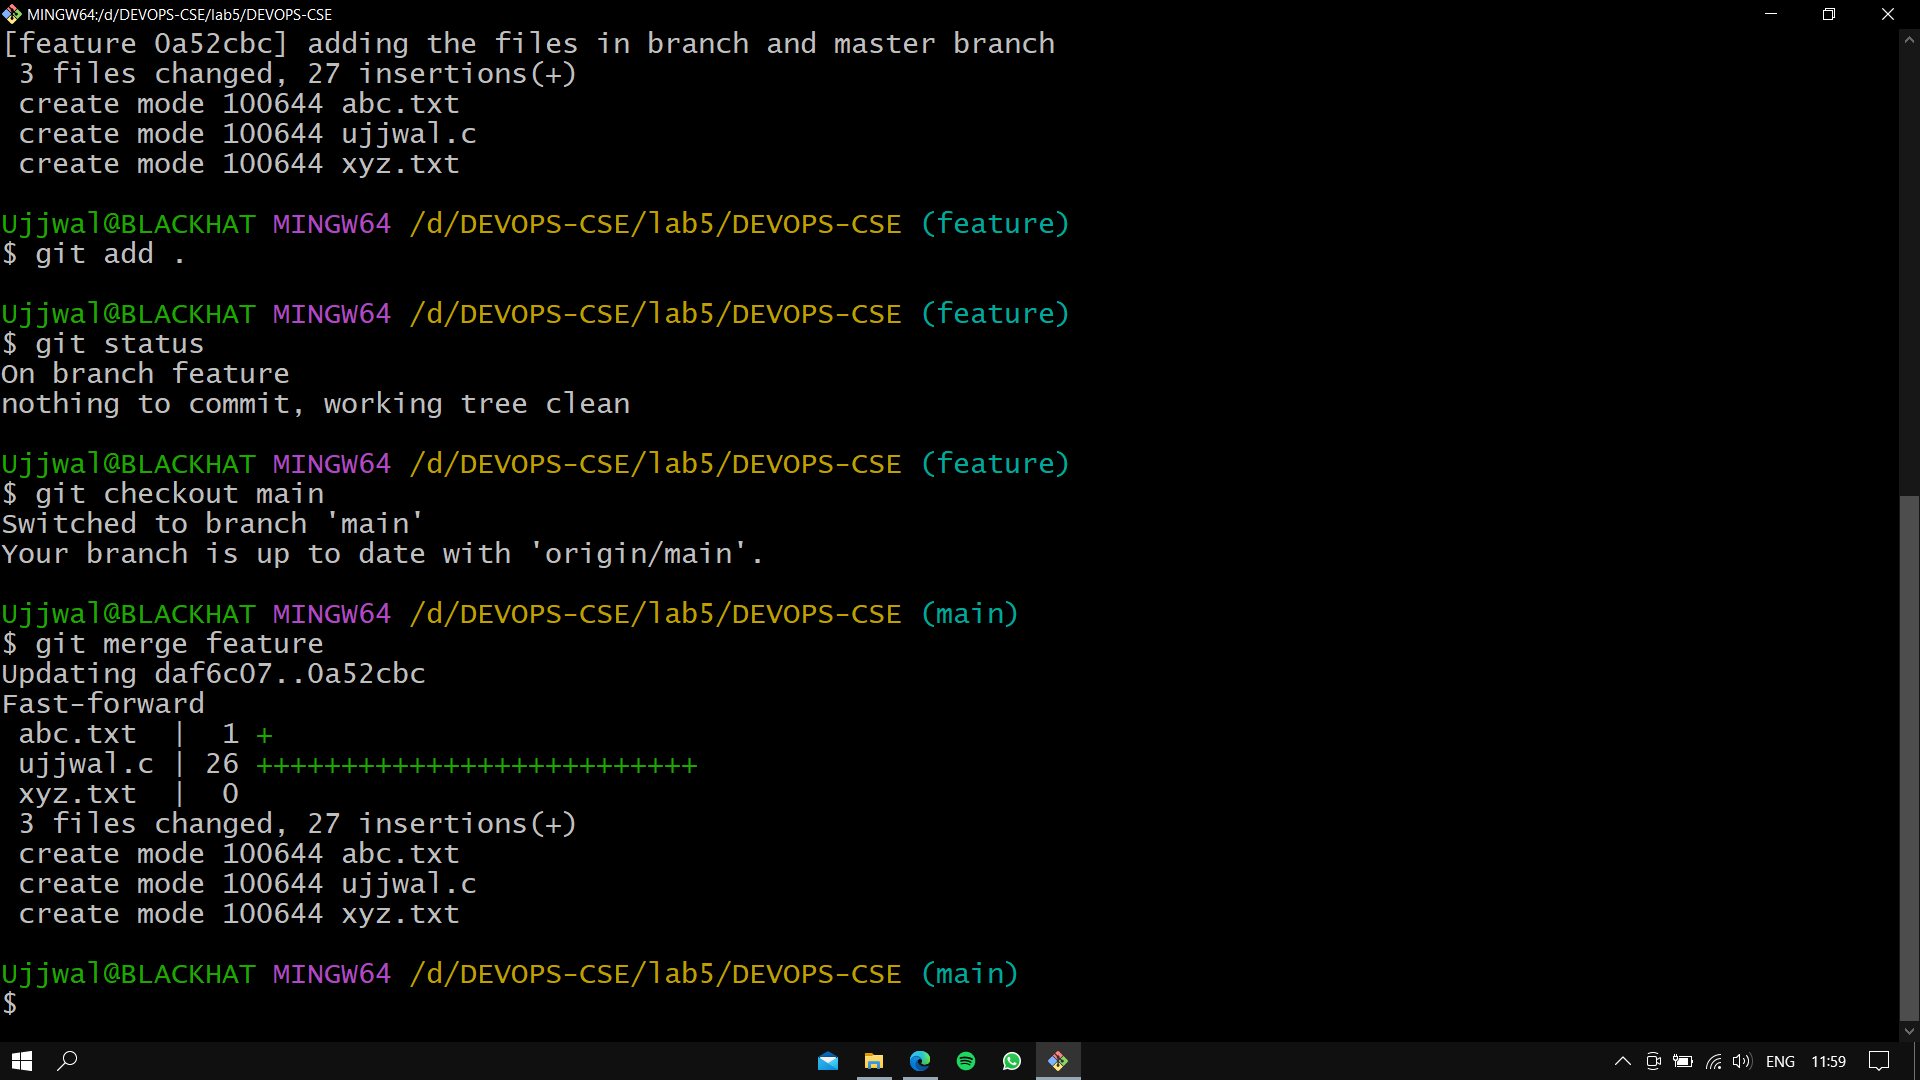 MINGW64:/d/DEVOPS-CSE/lab5/DEVOPS-CSE
[feature 0a52cbc] adding the files in branch and master branch
 3 files changed, 27 insertions(+)
 create mode 100644 abc.txt
 create mode 100644 ujjwal.c
 create mode 100644 xyz.txt

Ujjwal@BLACKHAT MINGW64 /d/DEVOPS-CSE/lab5/DEVOPS-CSE (feature)
$ git add .

Ujjwal@BLACKHAT MINGW64 /d/DEVOPS-CSE/lab5/DEVOPS-CSE (feature)
$ git status
On branch feature
nothing to commit, working tree clean

Ujjwal@BLACKHAT MINGW64 /d/DEVOPS-CSE/lab5/DEVOPS-CSE (feature)
$ git checkout main
Switched to branch 'main'
Your branch is up to date with 'origin/main'.

Ujjwal@BLACKHAT MINGW64 /d/DEVOPS-CSE/lab5/DEVOPS-CSE (main)
$ git merge feature
Updating daf6c07..0a52cbc
Fast-forward
 abc.txt  |  1 +
 ujjwal.c | 26 ++++++++++++++++++++++++++
 xyz.txt  |  0
 3 files changed, 27 insertions(+)
 create mode 100644 abc.txt
 create mode 100644 ujjwal.c
 create mode 100644 xyz.txt

Ujjwal@BLACKHAT MINGW64 /d/DEVOPS-CSE/lab5/DEVOPS-CSE (main)
$
ENG 11:59